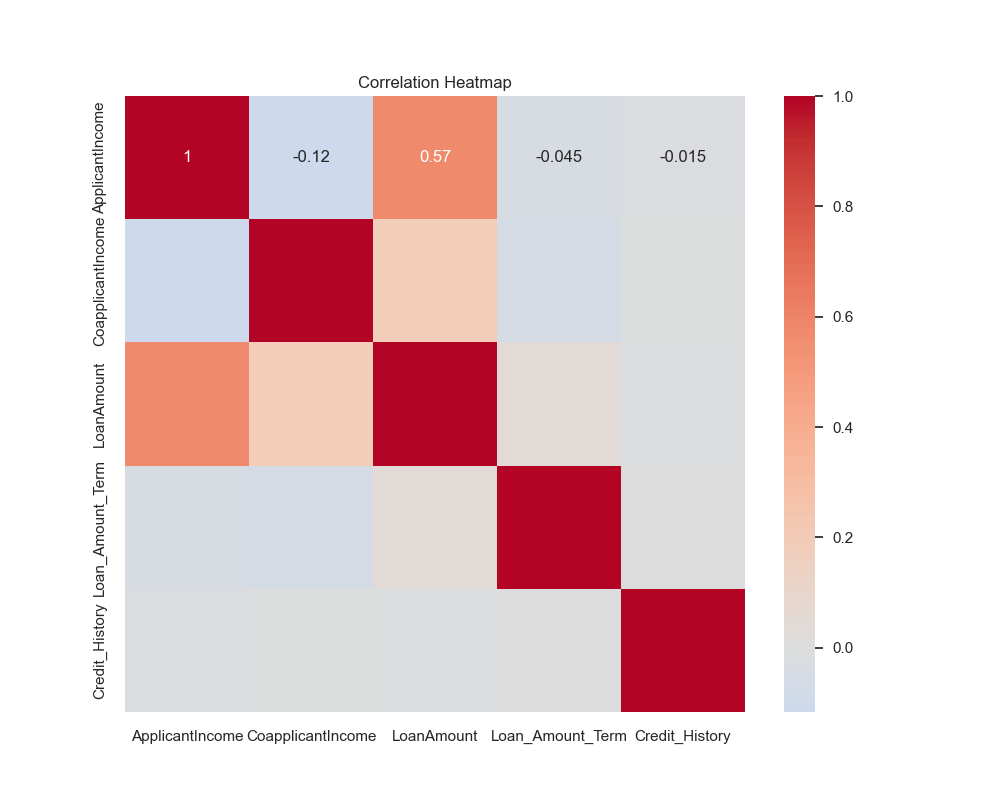 Correlation Heatmap
ApplicantIncome
1 -0.12 0.57 -0.045 -0.015
CoapplicantIncome
LoanAmount
Loan_Amount_Term
Credit_History
ApplicantIncome CoapplicantIncome LoanAmount Loan_Amount_Term Credit_History
1.0
0.8
0.6
0.4
0.2
0.0